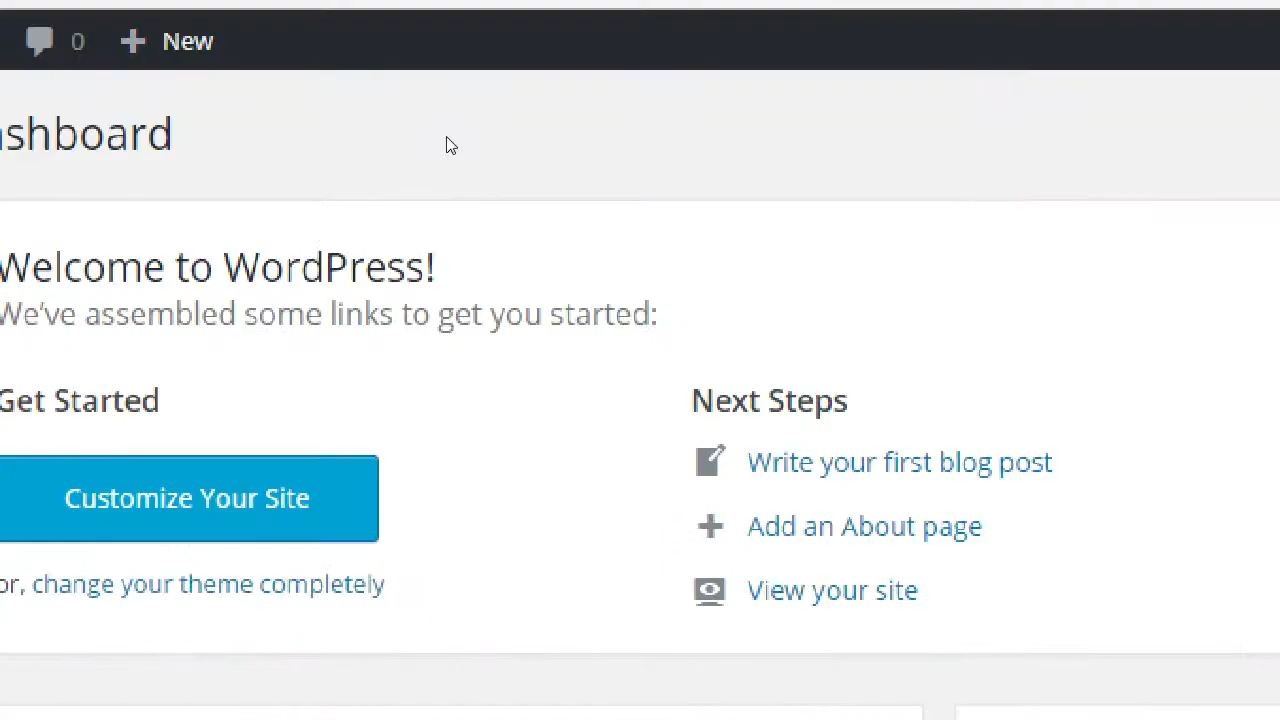 0 New
ashboard
Welcome to WordPress!
We've assembled some links to get you started:
Get Started
Customize Your Site
or, change your theme completely
Next Steps
Write your first blog post
Add an About page
View your site